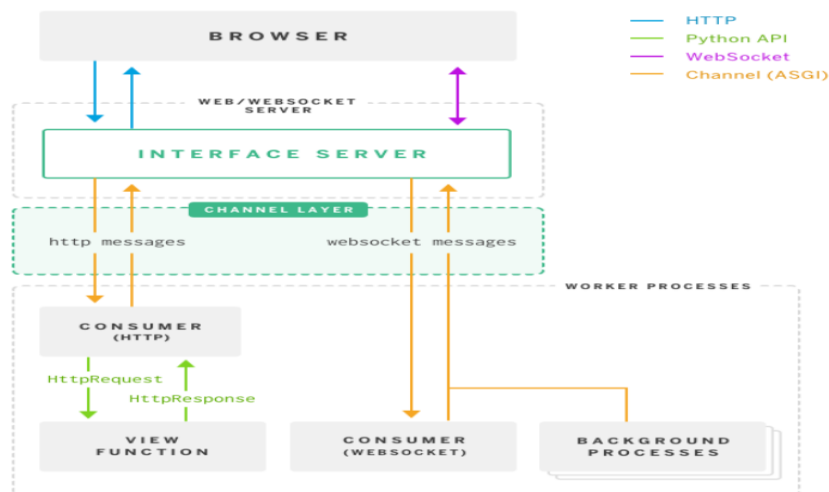 BROWSER
HTTP
Python API
WebSocket
Channel (ASGI)
WEB/WEBSOCKET
SERVER
INTERFACE SERVER
CHANNEL LAYER
http messages
websocket messages
WORKER PROCESSES
CONSUMER
(HTTP)
HttpRequest
HttpResponse
VIEW
FUNCTION
CONSUMER
(WEBSOCKET)
BACKGROUND
PROCESSES